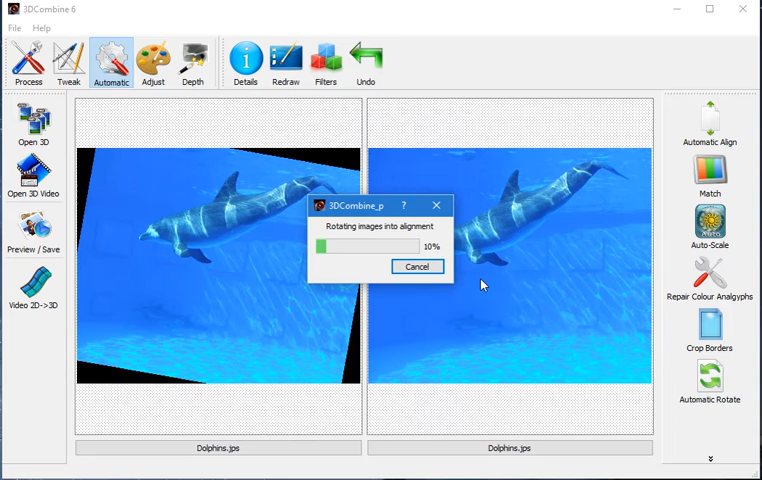 3DCombine 6
File Help
Process Tweak Automatic Adjust Depth Details Redraw Filters Undo
Open 3D
Open 3D Video
Preview / Save
Video 2D->3D
3DCombine_p ?
Rotating images into alignment
10%
Cancel
Dolphins.jps Dolphins.jps
Automatic Align
Match
Auto
Auto-Scale
Repair Colour Analgyphs
Crop Borders
Automatic Rotate